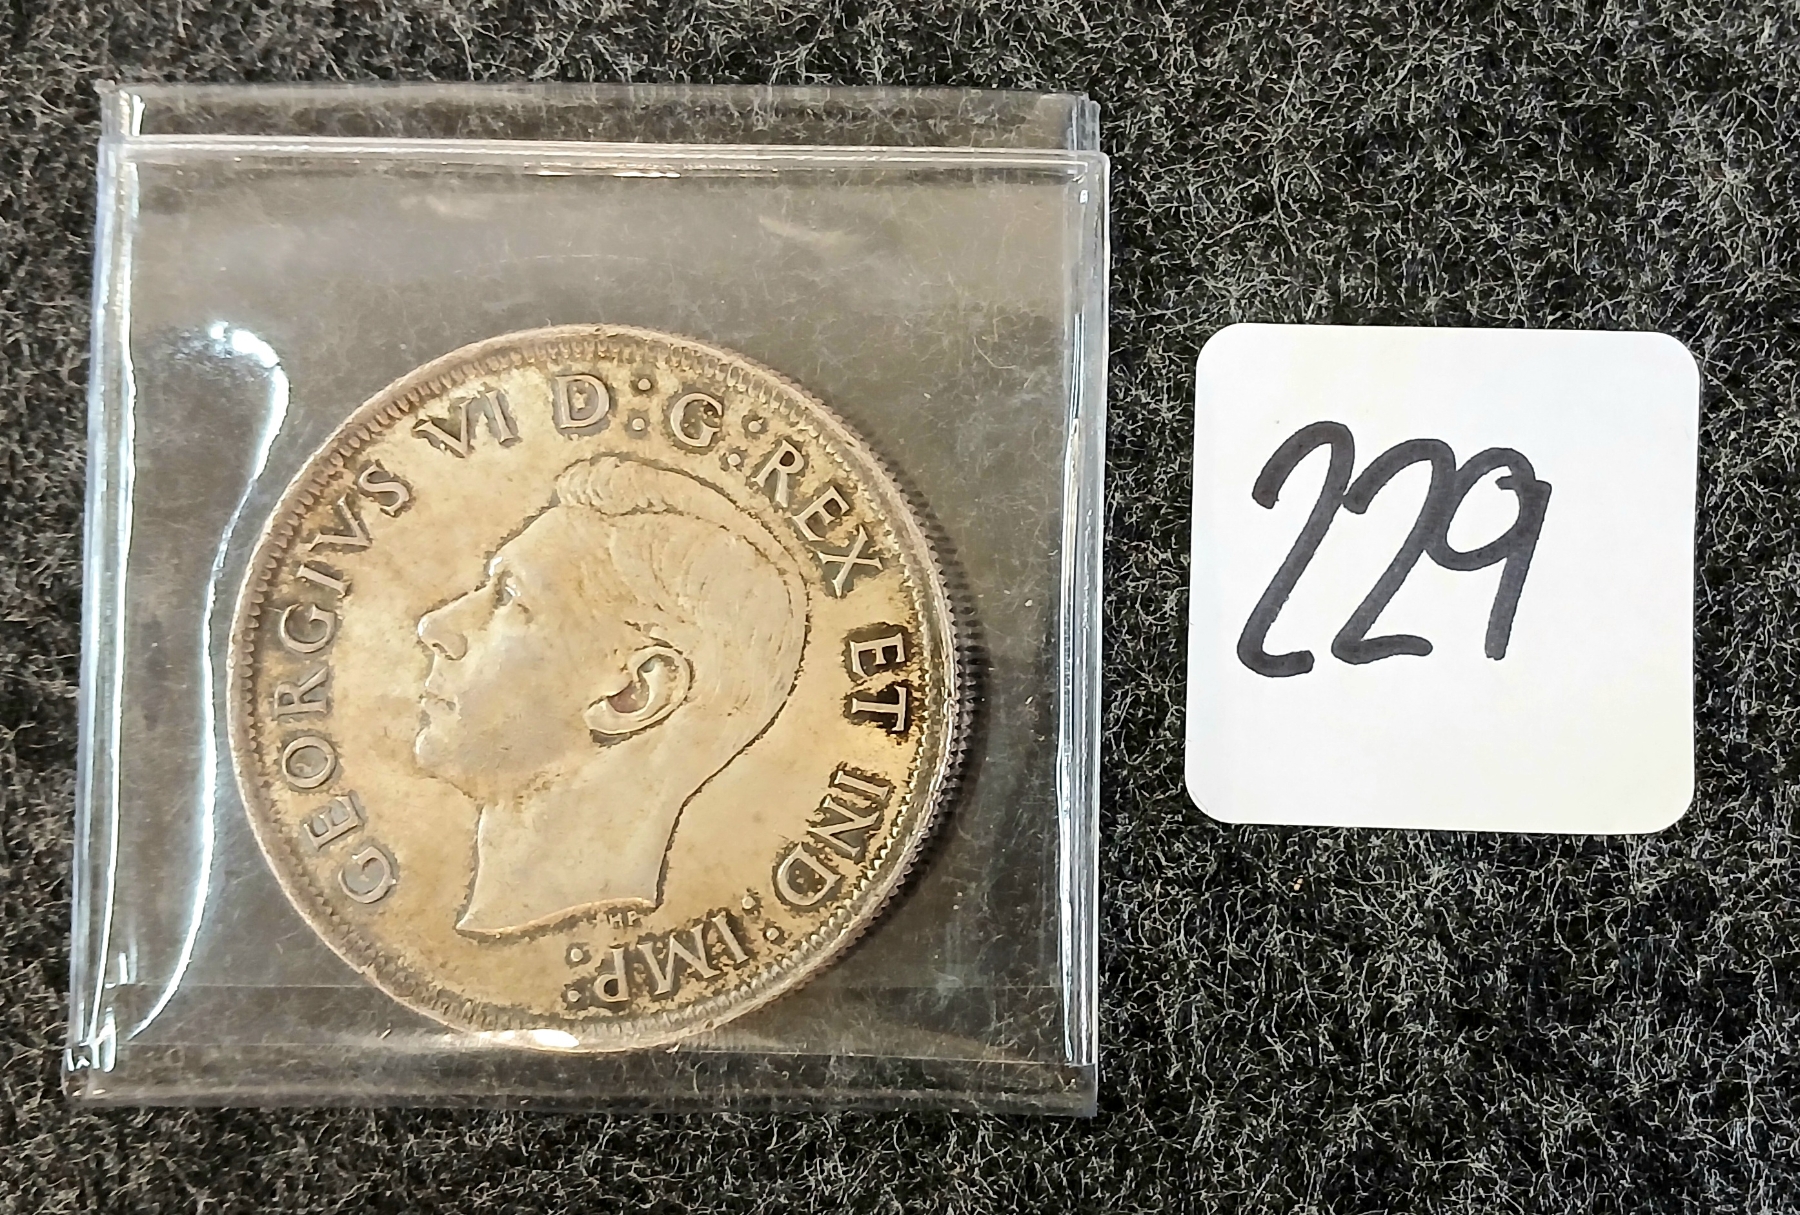 GEORGIVS VI D:G:REX ET IND:IMP:
HP
229